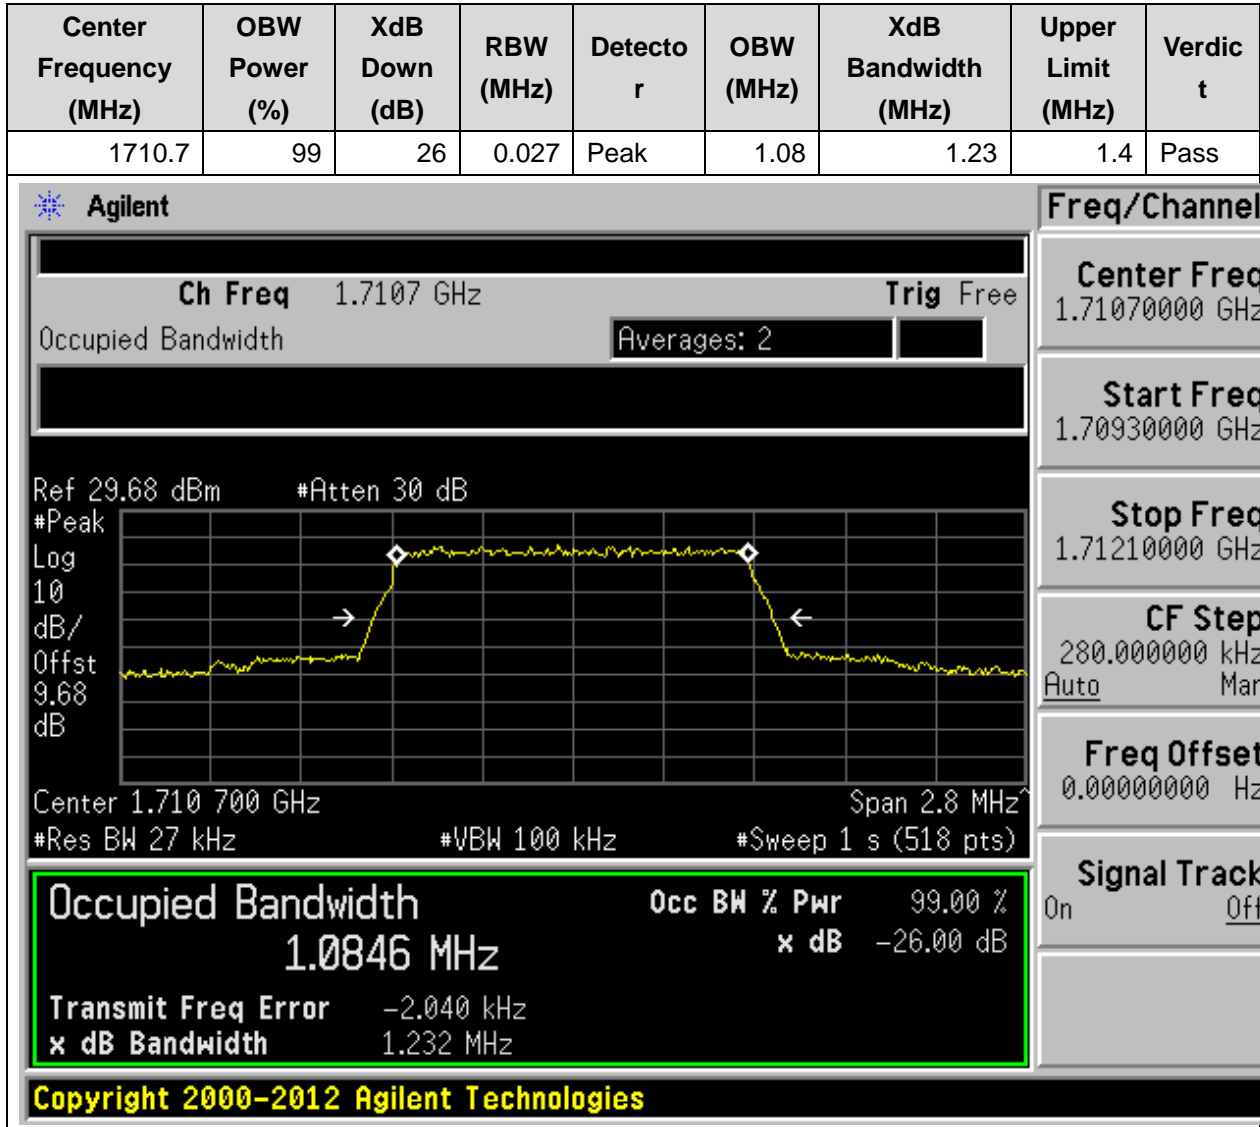 Center Frequency (MHz) OBW Power (%) XdB Down (dB) RBW (MHz) Detecto r OBW (MHz) XdB Bandwidth (MHz) Upper Limit (MHz) Verdic t
1710.7 99 26 0.027 Peak 1.08 1.23 1.4 Pass
Agilent
Freq/Channel
Ch Freq 1.7107 GHz Trig Free
Occupied Bandwidth Averages: 2
Center Freq
1.71070000 GHz
Start Freq
1.70930000 GHz
Stop Freq
1.71210000 GHz
CF Step
280.000000 kHz
Auto Man
Freq Offset
0.00000000 Hz
Signal Track
On Off
Ref 29.68 dBm #Atten 30 dB
#Peak
Log
10
dB/
Offst
9.68
dB
Center 1.710 700 GHz Span 2.8 MHz^
#Res BW 27 kHz #VBW 100 kHz #Sweep 1 s (518 pts)
Occupied Bandwidth Occ BW % Pwr 99.00 %
1.0846 MHz x dB -26.00 dB
Transmit Freq Error -2.040 kHz
x dB Bandwidth 1.232 MHz
Copyright 2000-2012 Agilent Technologies